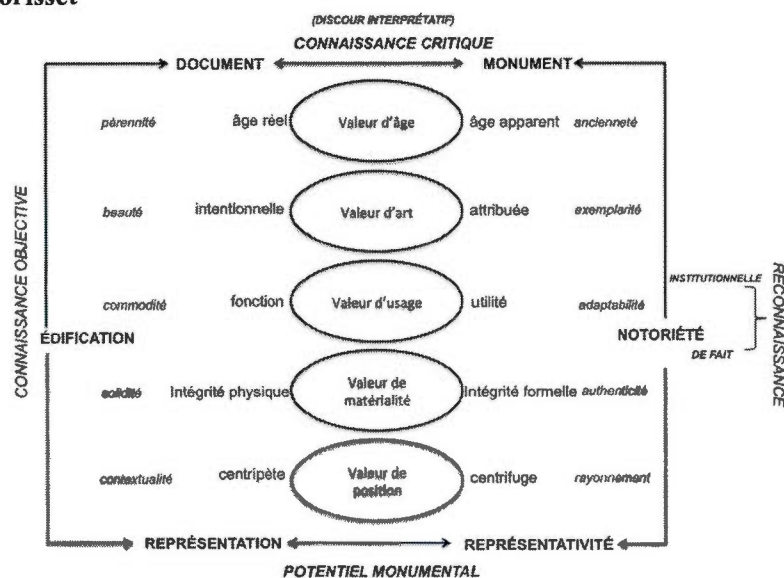 orisset
(DISCOUR INTERPRÉTATIF)
CONNAISSANCE CRITIQUE
DOCUMENT MONUMENT
pérennité âge réel Valeur d'âge âge apparent ancienneté
beauté intentionnelle Valeur d'art attribuée exemplarité
CONNAISSANCE OBJECTIVE
RECONNAISSANCE
INSTITUTIONNELLE
commodité fonction Valeur d'usage utilité adaptabilité
ÉDIFICATION NOTORIÉTÉ
DE FAIT
solidité Intégrité physique Valeur de matérialité Intégrité formelle authenticité
contextualité centripète Valeur de position centrifuge rayonnement
REPRÉSENTATION REPRÉSENTATIVITÉ
POTENTIEL MONUMENTAL